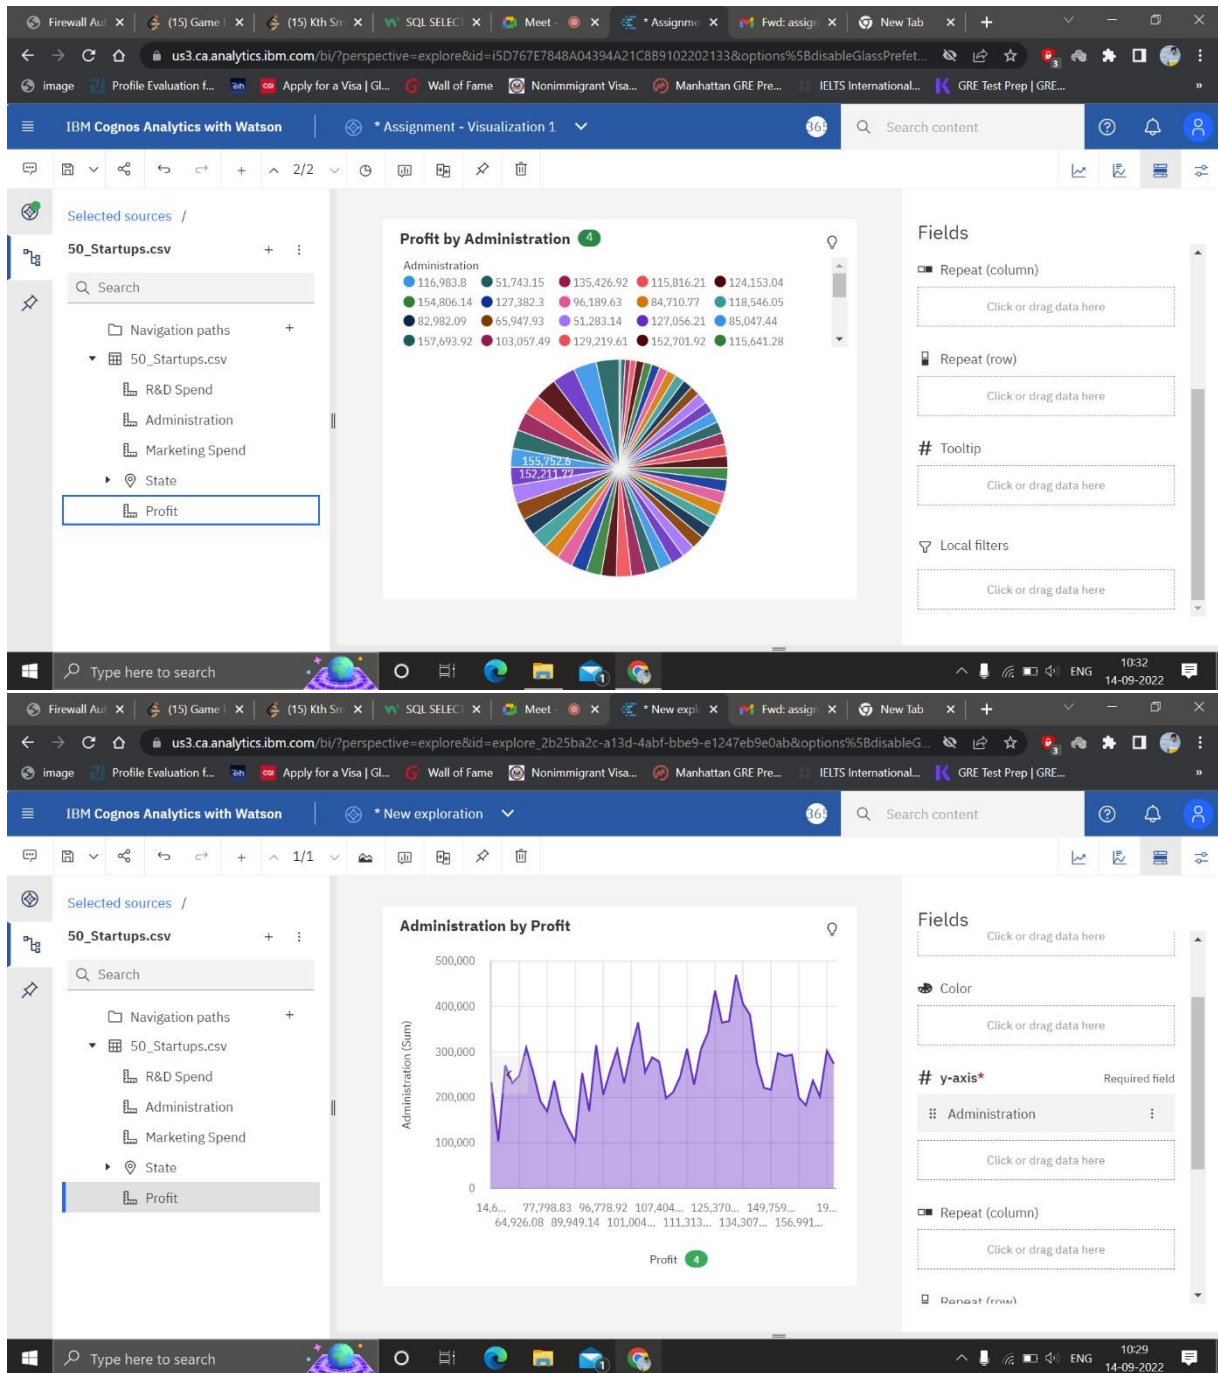 Firewall Aut
(15) Game
(15) Kth Sm
SQL SELECT
Meet -
* Assignme
Fwd: assign
New Tab
us3.ca.analytics.ibm.com/bi/?perspective=explore&id=i5D767E7848A04394A21C8B9102202133&options%5BdisableGlassPrefet...
image Profile Evaluation f... Apply for a Visa | Gl... Wall of Fame Nonimmigrant Visa... Manhattan GRE Pre... IELTS International... GRE Test Prep | GRE...
IBM Cognos Analytics with Watson
* Assignment - Visualization 1
Search content
2/2
Selected sources /
50_Startups.csv
Search
Navigation paths
50_Startups.csv
R&D Spend
Administration
Marketing Spend
State
Profit
Profit by Administration 4
Administration
116,983.8 51,743.15 135,426.92 115,816.21 124,153.04
154,806.14 127,382.3 96,189.63 84,710.77 118,546.05
82,982.09 65,947.93 51,283.14 127,056.21 85,047.44
157,693.92 103,057.49 129,219.61 152,701.92 115,641.28
155,752.6
152,211.77
Fields
Repeat (column)
Click or drag data here
Repeat (row)
Click or drag data here
# Tooltip
Click or drag data here
Local filters
Click or drag data here
Type here to search
ENG
10:32
14-09-2022
Firewall Aut
(15) Game
(15) Kth Sm
SQL SELECT
Meet -
* New expl
Fwd: assign
New Tab
us3.ca.analytics.ibm.com/bi/?perspective=explore&id=explore_2b25ba2c-a13d-4abf-bbe9-e1247eb9e0ab&options%5BdisableG...
image Profile Evaluation f... Apply for a Visa | Gl... Wall of Fame Nonimmigrant Visa... Manhattan GRE Pre... IELTS International... GRE Test Prep | GRE...
IBM Cognos Analytics with Watson
* New exploration
Search content
1/1
Selected sources /
50_Startups.csv
Search
Navigation paths
50_Startups.csv
R&D Spend
Administration
Marketing Spend
State
Profit
Administration by Profit
Administration (Sum)
500,000
400,000
300,000
200,000
100,000
0
14,6... 77,798.83 96,778.92 107,404... 125,370... 149,759... 19...
64,926.08 89,949.14 101,004... 111,313... 134,307... 156,991...
Profit 4
Fields
Click or drag data here
Color
Click or drag data here
# y-axis* Required field
Administration
Click or drag data here
Repeat (column)
Click or drag data here
Repeat (row)
Type here to search
ENG
10:29
14-09-2022